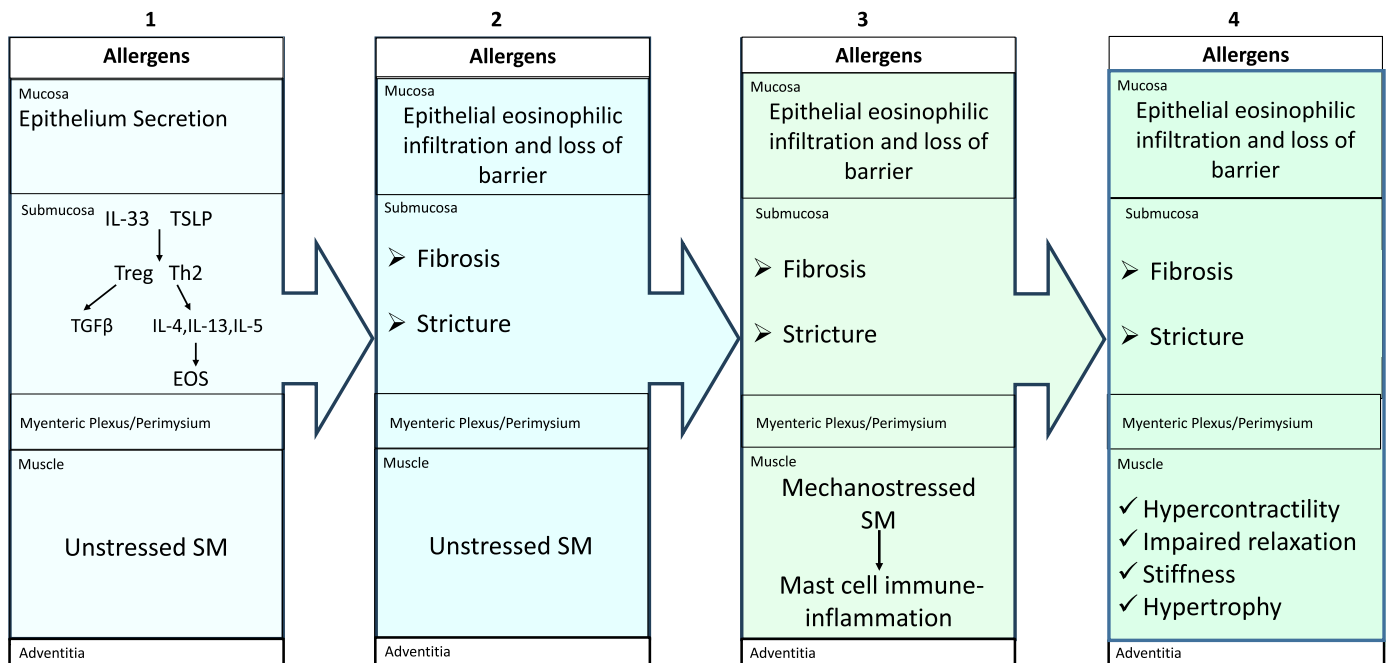 1
Allergens
Mucosa
Epithelium Secretion
Submucosa
IL-33 TSLP
Treg Th2
TGFβ IL-4,IL-13,IL-5
EOS
Myenteric Plexus/Perimysium
Muscle
Unstressed SM
Adventitia
2
Allergens
Mucosa
Epithelial eosinophilic
infiltration and loss of
barrier
Submucosa
➢ Fibrosis
➢ Stricture
Myenteric Plexus/Perimysium
Muscle
Unstressed SM
Adventitia
3
Allergens
Mucosa
Epithelial eosinophilic
infiltration and loss of
barrier
Submucosa
➢ Fibrosis
➢ Stricture
Myenteric Plexus/Perimysium
Muscle
Mechanostressed
SM
Mast cell immune-
inflammation
Adventitia
4
Allergens
Mucosa
Epithelial eosinophilic
infiltration and loss of
barrier
Submucosa
➢ Fibrosis
➢ Stricture
Myenteric Plexus/Perimysium
Muscle
✓ Hypercontractility
✓ Impaired relaxation
✓ Stiffness
✓ Hypertrophy
Adventitia